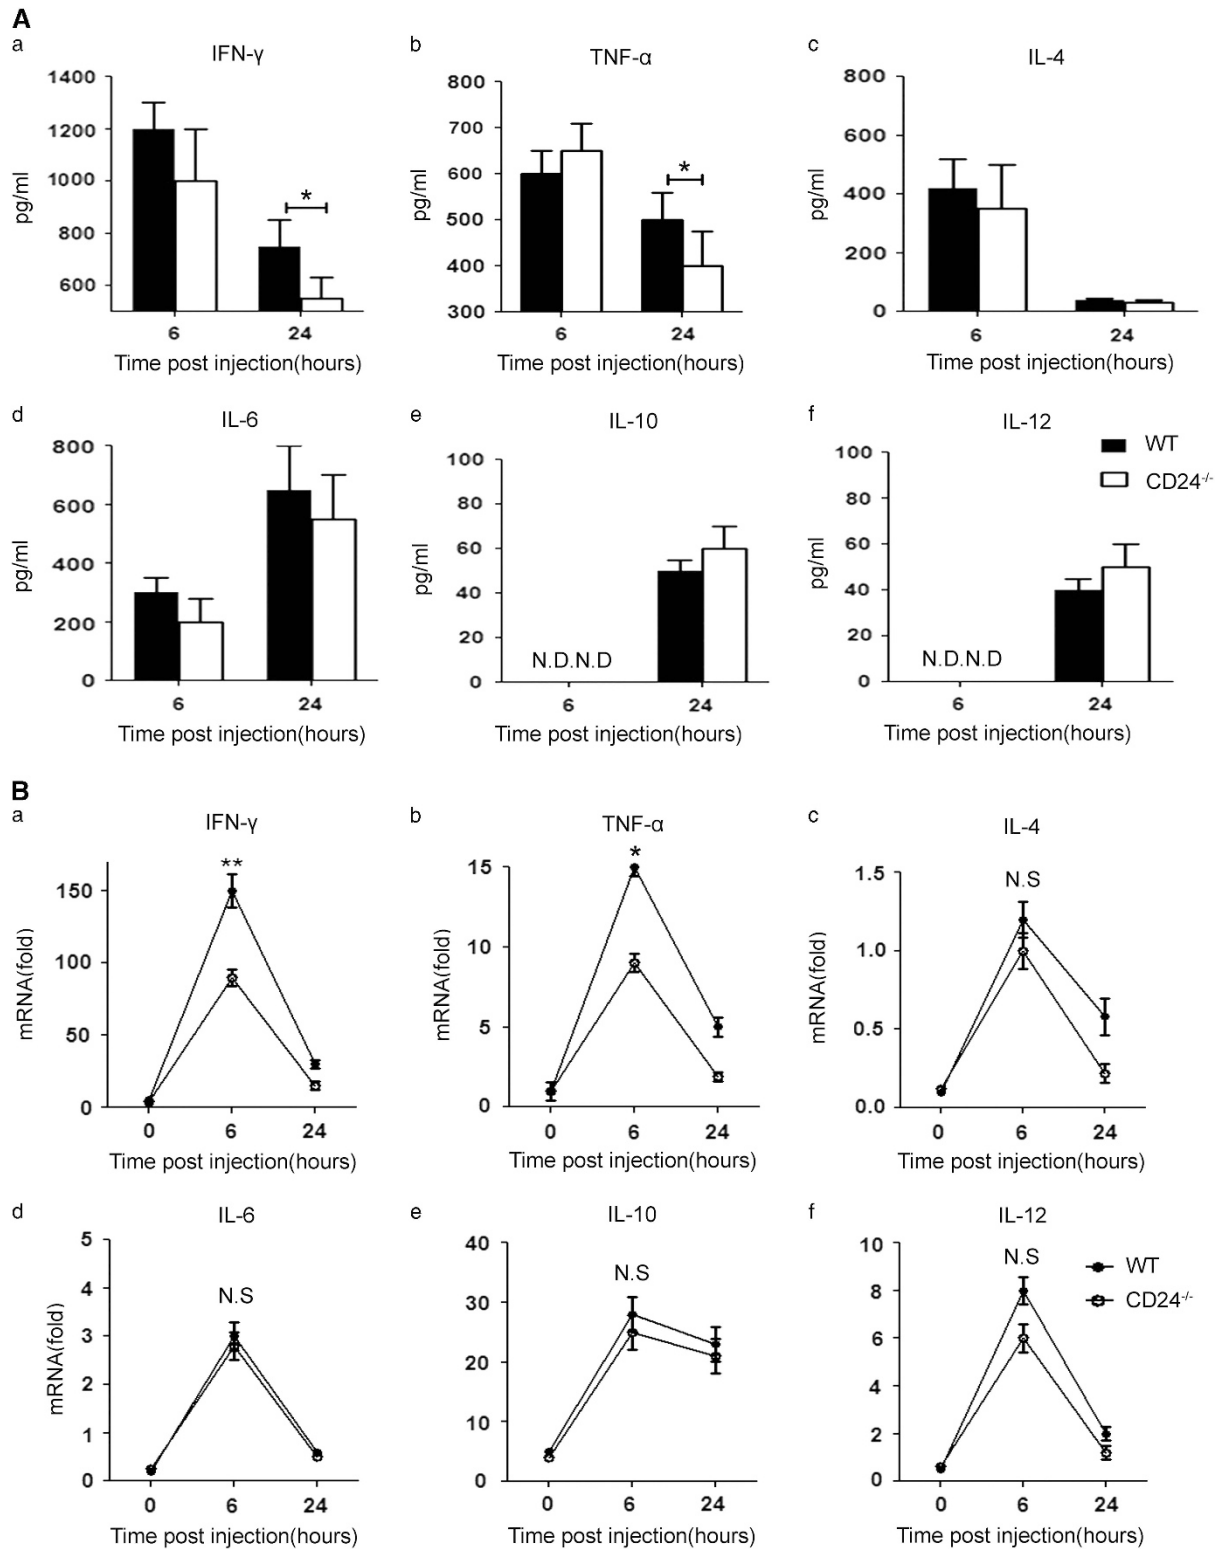 A
a
IFN-γ
1400
1200
1000
800
600
pg/ml
*
6 24
Time post injection(hours)
b
TNF-α
800
700
600
500
400
300
pg/ml
*
6 24
Time post injection(hours)
c
IL-4
800
600
400
200
0
pg/ml
6 24
Time post injection(hours)
d
IL-6
800
600
400
200
0
pg/ml
6 24
Time post injection(hours)
e
IL-10
100
80
60
40
20
0
pg/ml
N.D.N.D
6 24
Time post injection(hours)
f
IL-12
100
80
60
40
20
0
pg/ml
N.D.N.D
6 24
Time post injection(hours)
WT
CD24-/-
B
a
IFN-γ
**
150
100
50
0
mRNA(fold)
0 6 24
Time post injection(hours)
b
TNF-α
*
15
10
5
0
mRNA(fold)
0 6 24
Time post injection(hours)
c
IL-4
N.S
1.5
1.0
0.5
0.0
mRNA(fold)
0 6 24
Time post injection(hours)
d
IL-6
N.S
5
4
3
2
1
0
mRNA(fold)
0 6 24
Time post injection(hours)
e
IL-10
N.S
40
30
20
10
0
0 6 24
Time post injection(hours)
f
IL-12
N.S
10
8
6
4
2
0
0 6 24
Time post injection(hours)
WT
CD24-/-